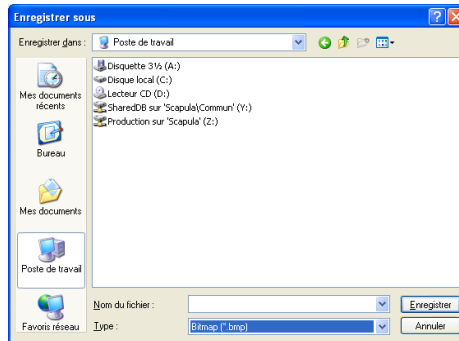 Enregistrer sous
Enregistrer dans : Poste de travail
Disquette 3½ (A:)
Disque local (C:)
Lecteur CD (D:)
SharedDB sur 'Scapula\Commun' (Y:)
Production sur 'Scapula' (Z:)
Mes documents
récents
Bureau
Mes documents
Poste de travail
Favoris réseau
Nom du fichier :
Enregistrer
Type : Bitmap (*.bmp)
Annuler